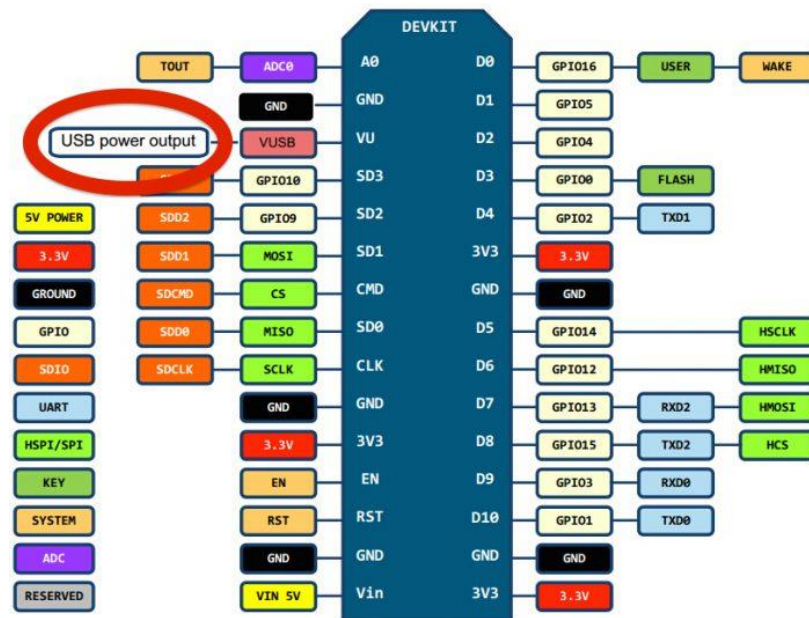 DEVKIT
TOUT ADC0 A0 D0 GPIO16 USER WAKE
GND GND D1 GPIO5
USB power output VUSB VU D2 GPIO4
GPIO10 SD3 D3 GPIO0 FLASH
5V POWER SDD2 GPIO9 SD2 D4 GPIO2 TXD1
3.3V SDD1 MOSI SD1 3V3 3.3V
GROUND SDCMD CS CMD GND GND
GPIO SDD0 MISO SD0 D5 GPIO14 HSCLK
SDIO SDCLK SCLK CLK D6 GPIO12 HMISO
UART GND GND D7 GPIO13 RXD2 HMOSI
HSPI/SPI 3.3V 3V3 D8 GPIO15 TXD2 HCS
KEY EN EN D9 GPIO3 RXD0
SYSTEM RST RST D10 GPIO1 TXD0
ADC GND GND GND GND
RESERVED VIN 5V Vin 3V3 3.3V